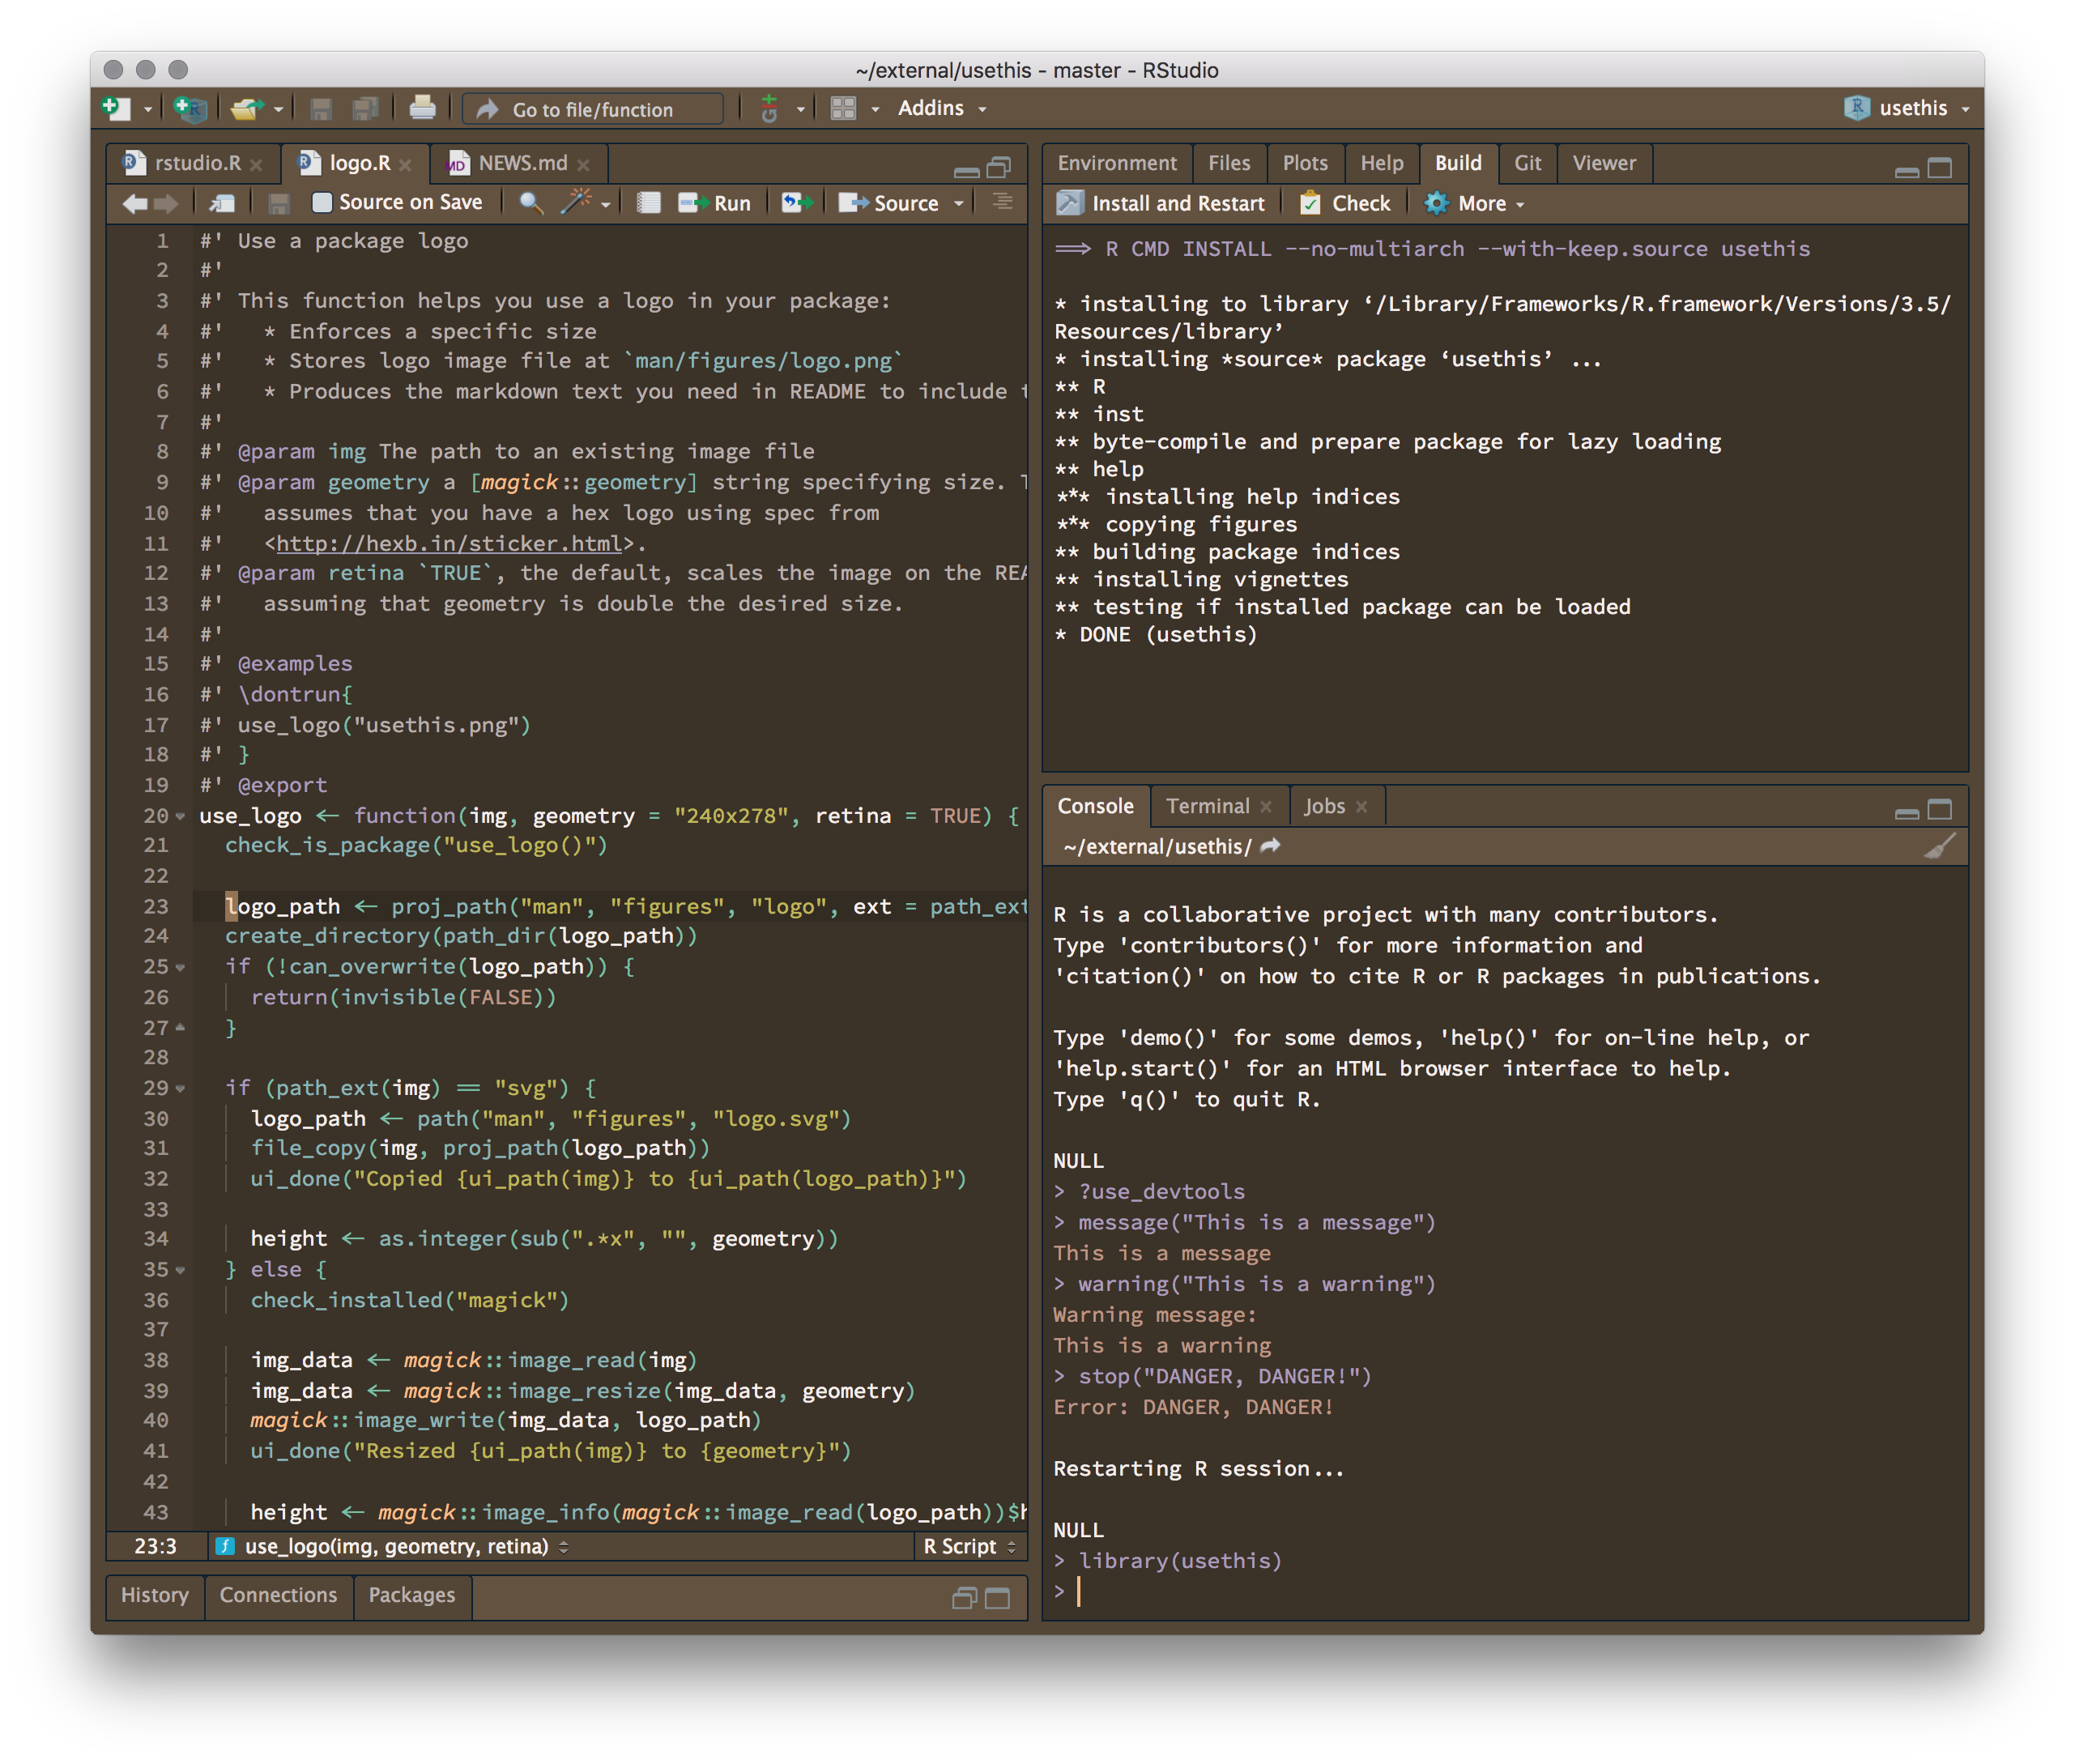 ~/external/usethis - master - RStudio
Go to file/function
Addins
usethis
rstudio.R
logo.R
NEWS.md
Source on Save
Run
Source
1 #' Use a package logo
2 #'
3 #' This function helps you use a logo in your package:
4 #'   * Enforces a specific size
5 #'   * Stores logo image file at `man/figures/logo.png`
6 #'   * Produces the markdown text you need in README to include
7 #'
8 #' @param img The path to an existing image file
9 #' @param geometry a [magick::geometry] string specifying size.
10 #'   assumes that you have a hex logo using spec from
11 #'   <http://hexb.in/sticker.html>.
12 #' @param retina `TRUE`, the default, scales the image on the
13 #'   assuming that geometry is double the desired size.
14 #'
15 #' @examples
16 #' \dontrun{
17 #' use_logo("usethis.png")
18 #' }
19 #' @export
20 use_logo <- function(img, geometry = "240x278", retina = TRUE) {
21   check_is_package("use_logo()")
22
23   logo_path <- proj_path("man", "figures", "logo", ext = path_ext
24   create_directory(path_dir(logo_path))
25   if (!can_overwrite(logo_path)) {
26     return(invisible(FALSE))
27   }
28
29   if (path_ext(img) == "svg") {
30     logo_path <- path("man", "figures", "logo.svg")
31     file_copy(img, proj_path(logo_path))
32     ui_done("Copied {ui_path(img)} to {ui_path(logo_path)}")
33
34     height <- as.integer(sub(".*x", "", geometry))
35   } else {
36     check_installed("magick")
37
38     img_data <- magick::image_read(img)
39     img_data <- magick::image_resize(img_data, geometry)
40     magick::image_write(img_data, logo_path)
41     ui_done("Resized {ui_path(img)} to {geometry}")
42
43     height <- magick::image_info(magick::image_read(logo_path))$h
23:3
use_logo(img, geometry, retina)
R Script
History
Connections
Packages
Environment
Files
Plots
Help
Build
Git
Viewer
Install and Restart
Check
More
==> R CMD INSTALL --no-multiarch --with-keep.source usethis
* installing to library ‘/Library/Frameworks/R.framework/Versions/3.5/
Resources/library’
* installing *source* package ‘usethis’ ...
** R
** inst
** byte-compile and prepare package for lazy loading
** help
*** installing help indices
*** copying figures
** building package indices
** installing vignettes
** testing if installed package can be loaded
* DONE (usethis)
Console
Terminal
Jobs
~/external/usethis/
R is a collaborative project with many contributors.
Type 'contributors()' for more information and
'citation()' on how to cite R or R packages in publications.
Type 'demo()' for some demos, 'help()' for on-line help, or
'help.start()' for an HTML browser interface to help.
Type 'q()' to quit R.
NULL
> ?use_devtools
> message("This is a message")
This is a message
> warning("This is a warning")
Warning message:
This is a warning
> stop("DANGER, DANGER!")
Error: DANGER, DANGER!
Restarting R session...
NULL
> library(usethis)
>